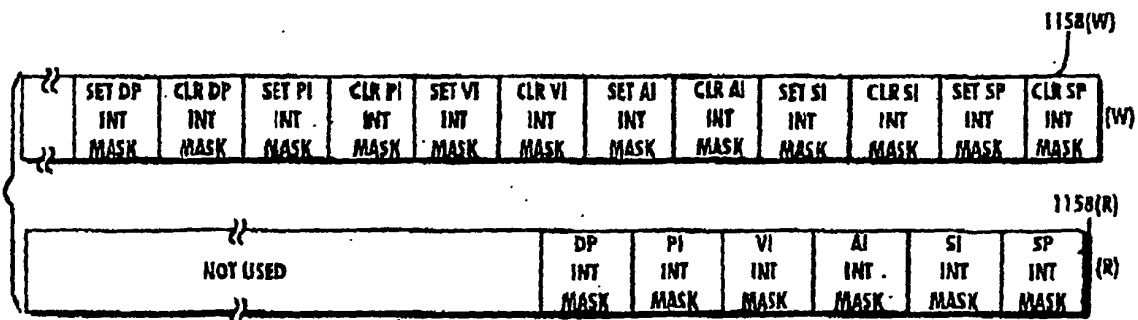 1158(W)
SET DP INT MASK
CLR DP INT MASK
SET PI INT MASK
CLR PI INT MASK
SET VI INT MASK
CLR VI INT MASK
SET AI INT MASK
CLR AI INT MASK
SET SI INT MASK
CLR SI INT MASK
SET SP INT MASK
CLR SP INT MASK
(W)
1158(R)
NOT USED
DP INT MASK
PI INT MASK
VI INT MASK
AI INT MASK
SI INT MASK
SP INT MASK
(R)